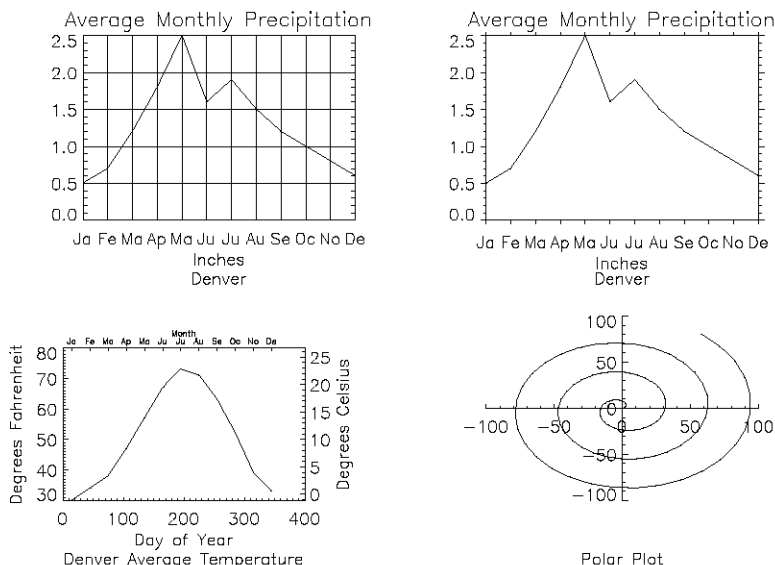 Average Monthly Precipitation
2.5
2.0
1.5
1.0
0.5
0.0
Ja Fe Ma Ap Ma Ju Ju Au Se Oc No De
Inches
Denver
Average Monthly Precipitation
2.5
2.0
1.5
1.0
0.5
0.0
Ja Fe Ma Ap Ma Ju Ju Au Se Oc No De
Inches
Denver
Month
Ja Fe Ma Ap Ma Ju Ju Au Se Oc No De
Degrees Fahrenheit
80
70
60
50
40
30
25
20
15
10
5
0
Degrees Celsius
0 100 200 300 400
Day of Year
Denver Average Temperature
100
50
0
-50
-100
-100 -50 0 50 100
Polar Plot